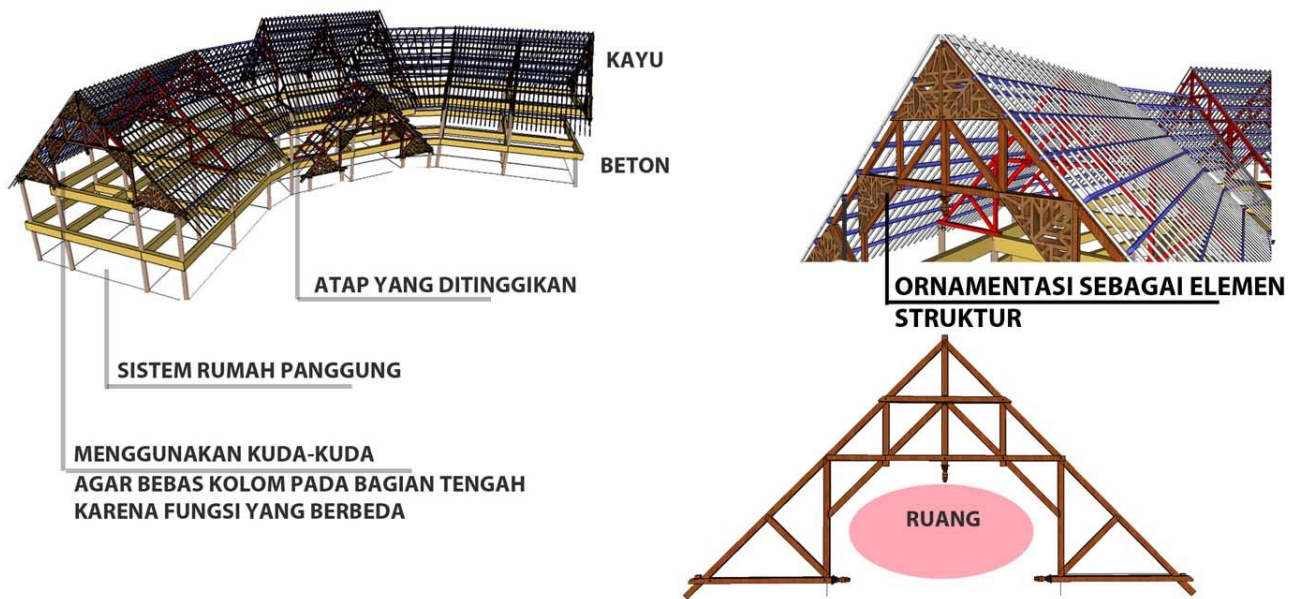 KAYU
BETON
ATAP YANG DITINGGIKAN
SISTEM RUMAH PANGGUNG
MENGGUNAKAN KUDA-KUDA
AGAR BEBAS KOLOM PADA BAGIAN TENGAH
KARENA FUNGSI YANG BERBEDA
ORNAMENTASI SEBAGAI ELEMEN
STRUKTUR
RUANG